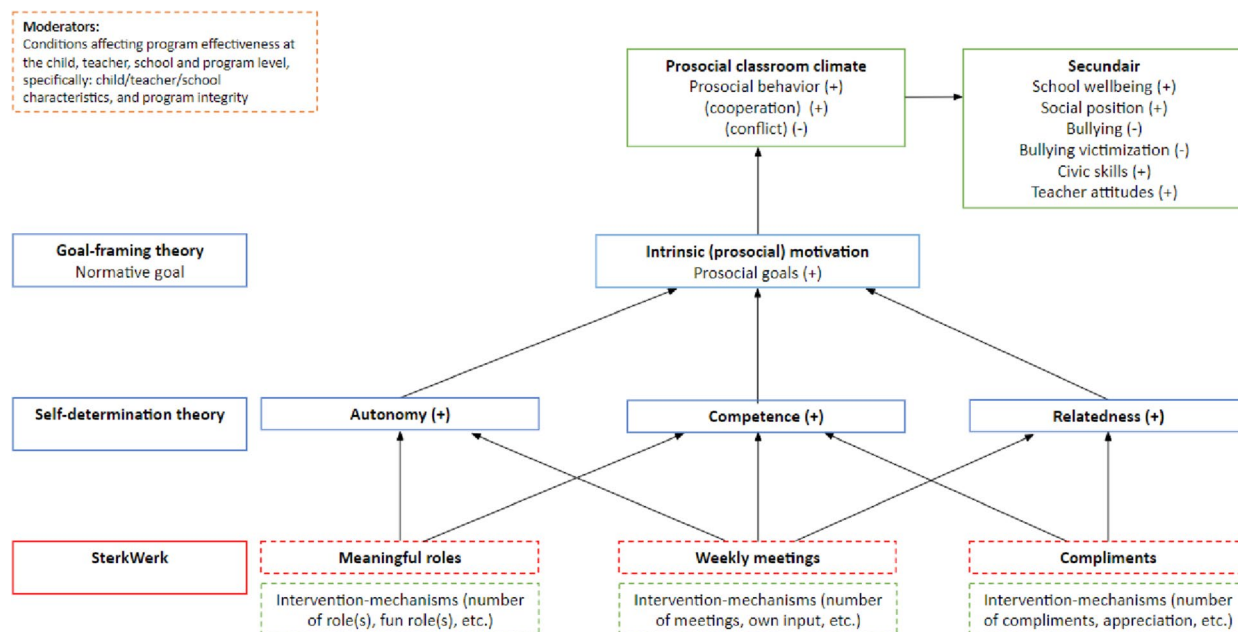 Moderators:
Conditions affecting program effectiveness at
the child, teacher, school and program level,
specifically: child/teacher/school
characteristics, and program integrity
Prosocial classroom climate
Prosocial behavior (+)
(cooperation) (+)
(conflict) (-)
Secundair
School wellbeing (+)
Social position (+)
Bullying (-)
Bullying victimization (-)
Civic skills (+)
Teacher attitudes (+)
Goal-framing theory
Normative goal
Intrinsic (prosocial) motivation
Prosocial goals (+)
Self-determination theory
Autonomy (+)
Competence (+)
Relatedness (+)
SterkWerk
Meaningful roles
Weekly meetings
Compliments
Intervention-mechanisms (number
of role(s), fun role(s), etc.)
Intervention-mechanisms (number
of meetings, own input, etc.)
Intervention-mechanisms (number
of compliments, appreciation, etc.)